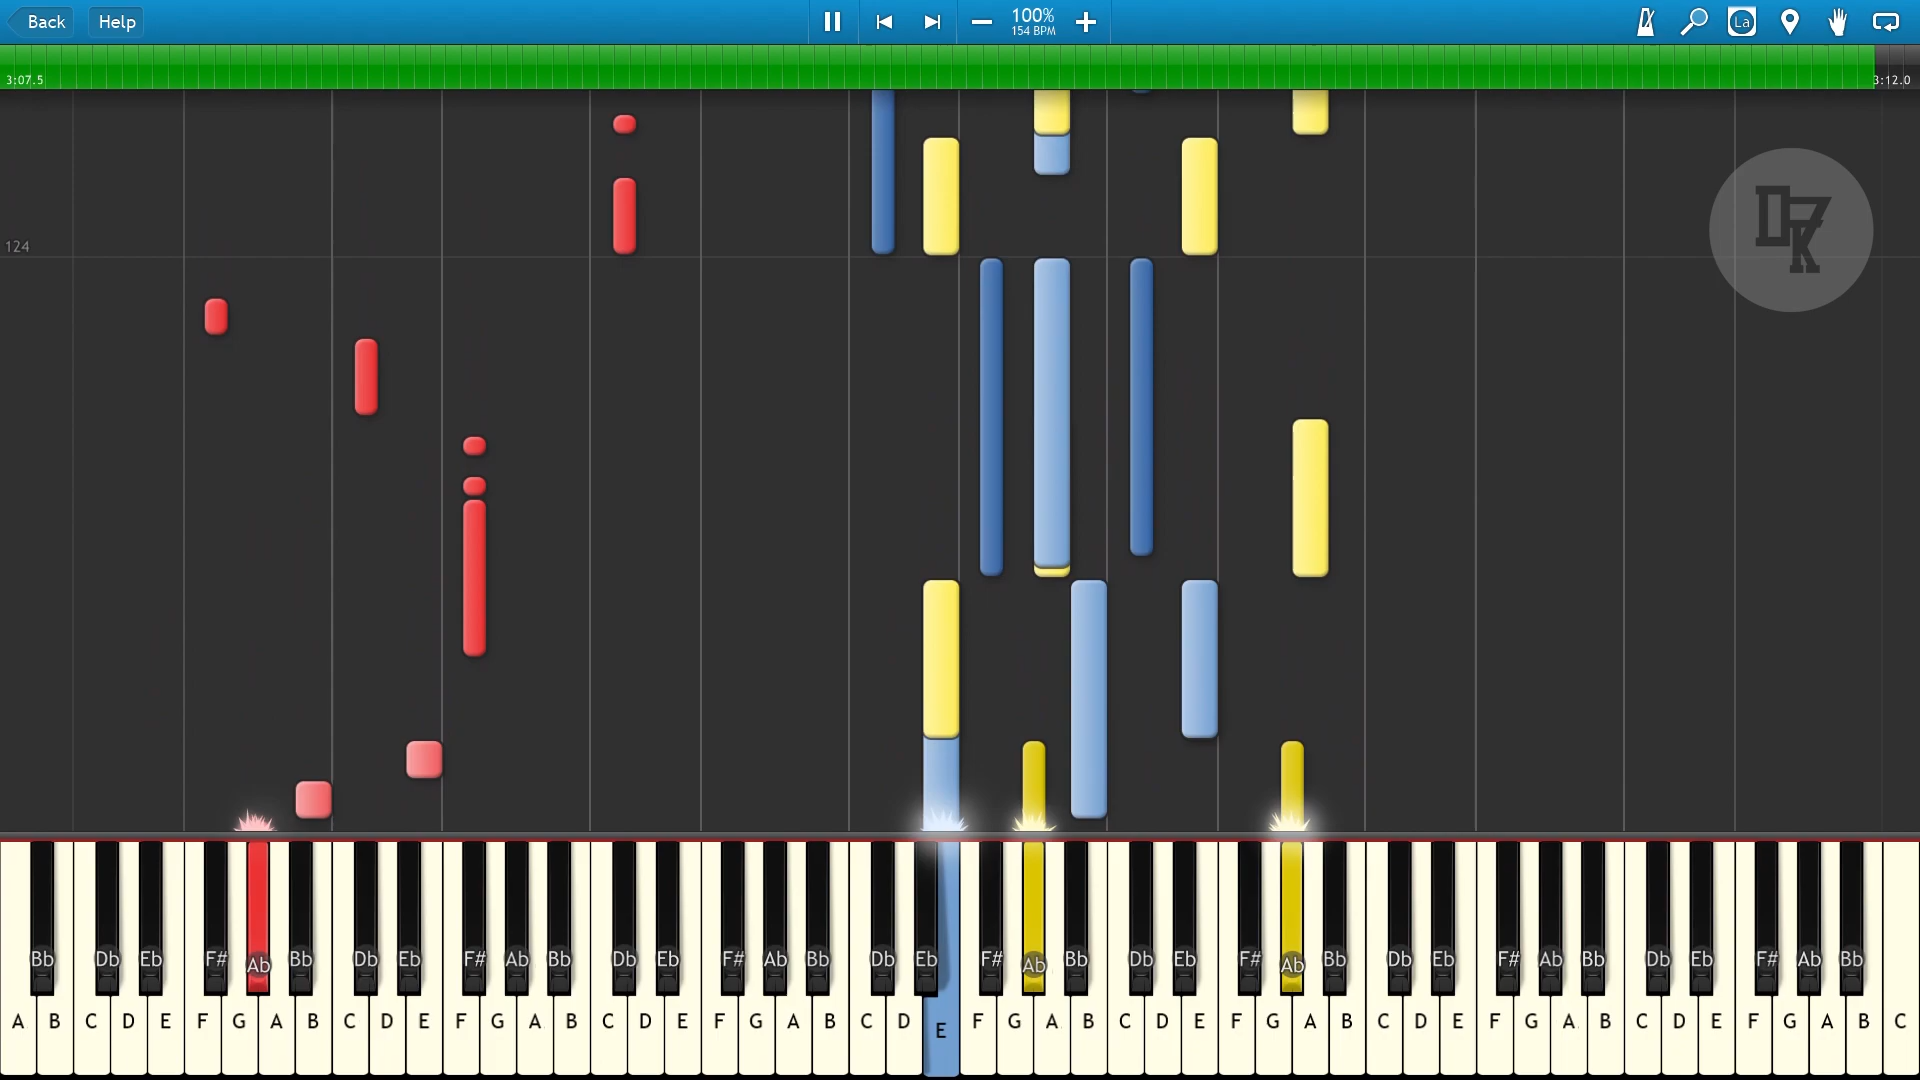 Back Help 100%
154 BPM
La
3:07.5 3:12.0
D7K
124
Bb Db Eb F# Ab Bb Db Eb F# Ab Bb Db Eb F# Ab Bb Db Eb F# Ab Bb Db Eb F# Ab Bb Db Eb F# Ab Bb Db Eb F# Ab Bb
A B C D E F G A B C D E F G A B C D E F G A B C D E F G A B C D E F G A B C D E F G A B C D E F G A B C